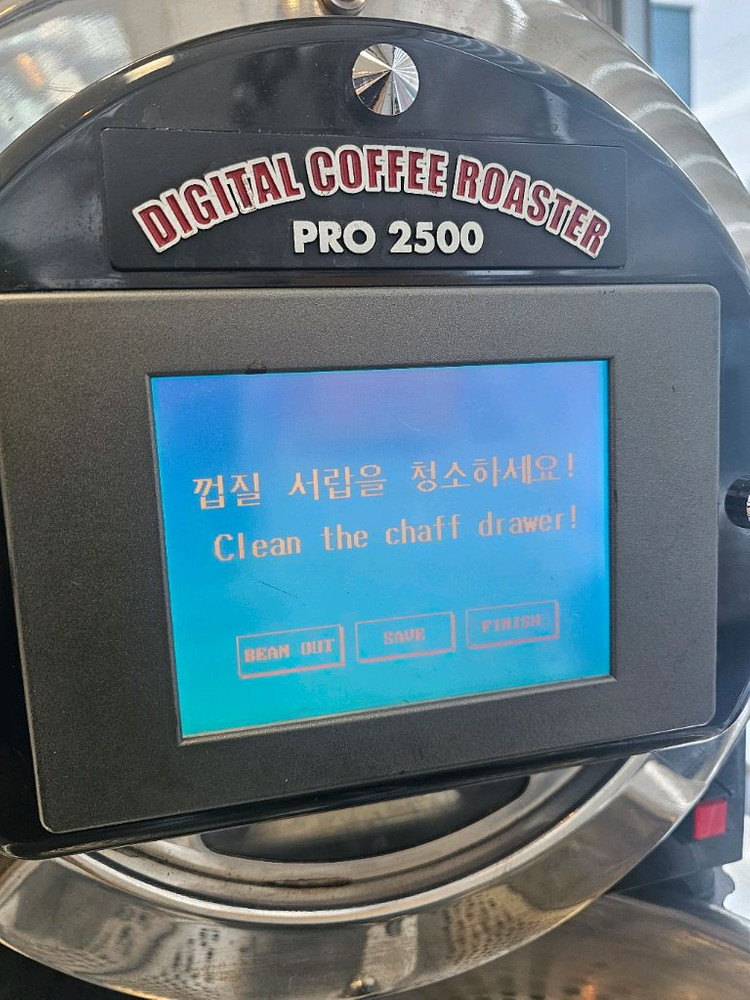 DIGITAL COFFEE ROASTER
PRO 2500
껍질 서랍을 청소하세요!
Clean the chaff drawer!
BEAN OUT SAVE FINISH